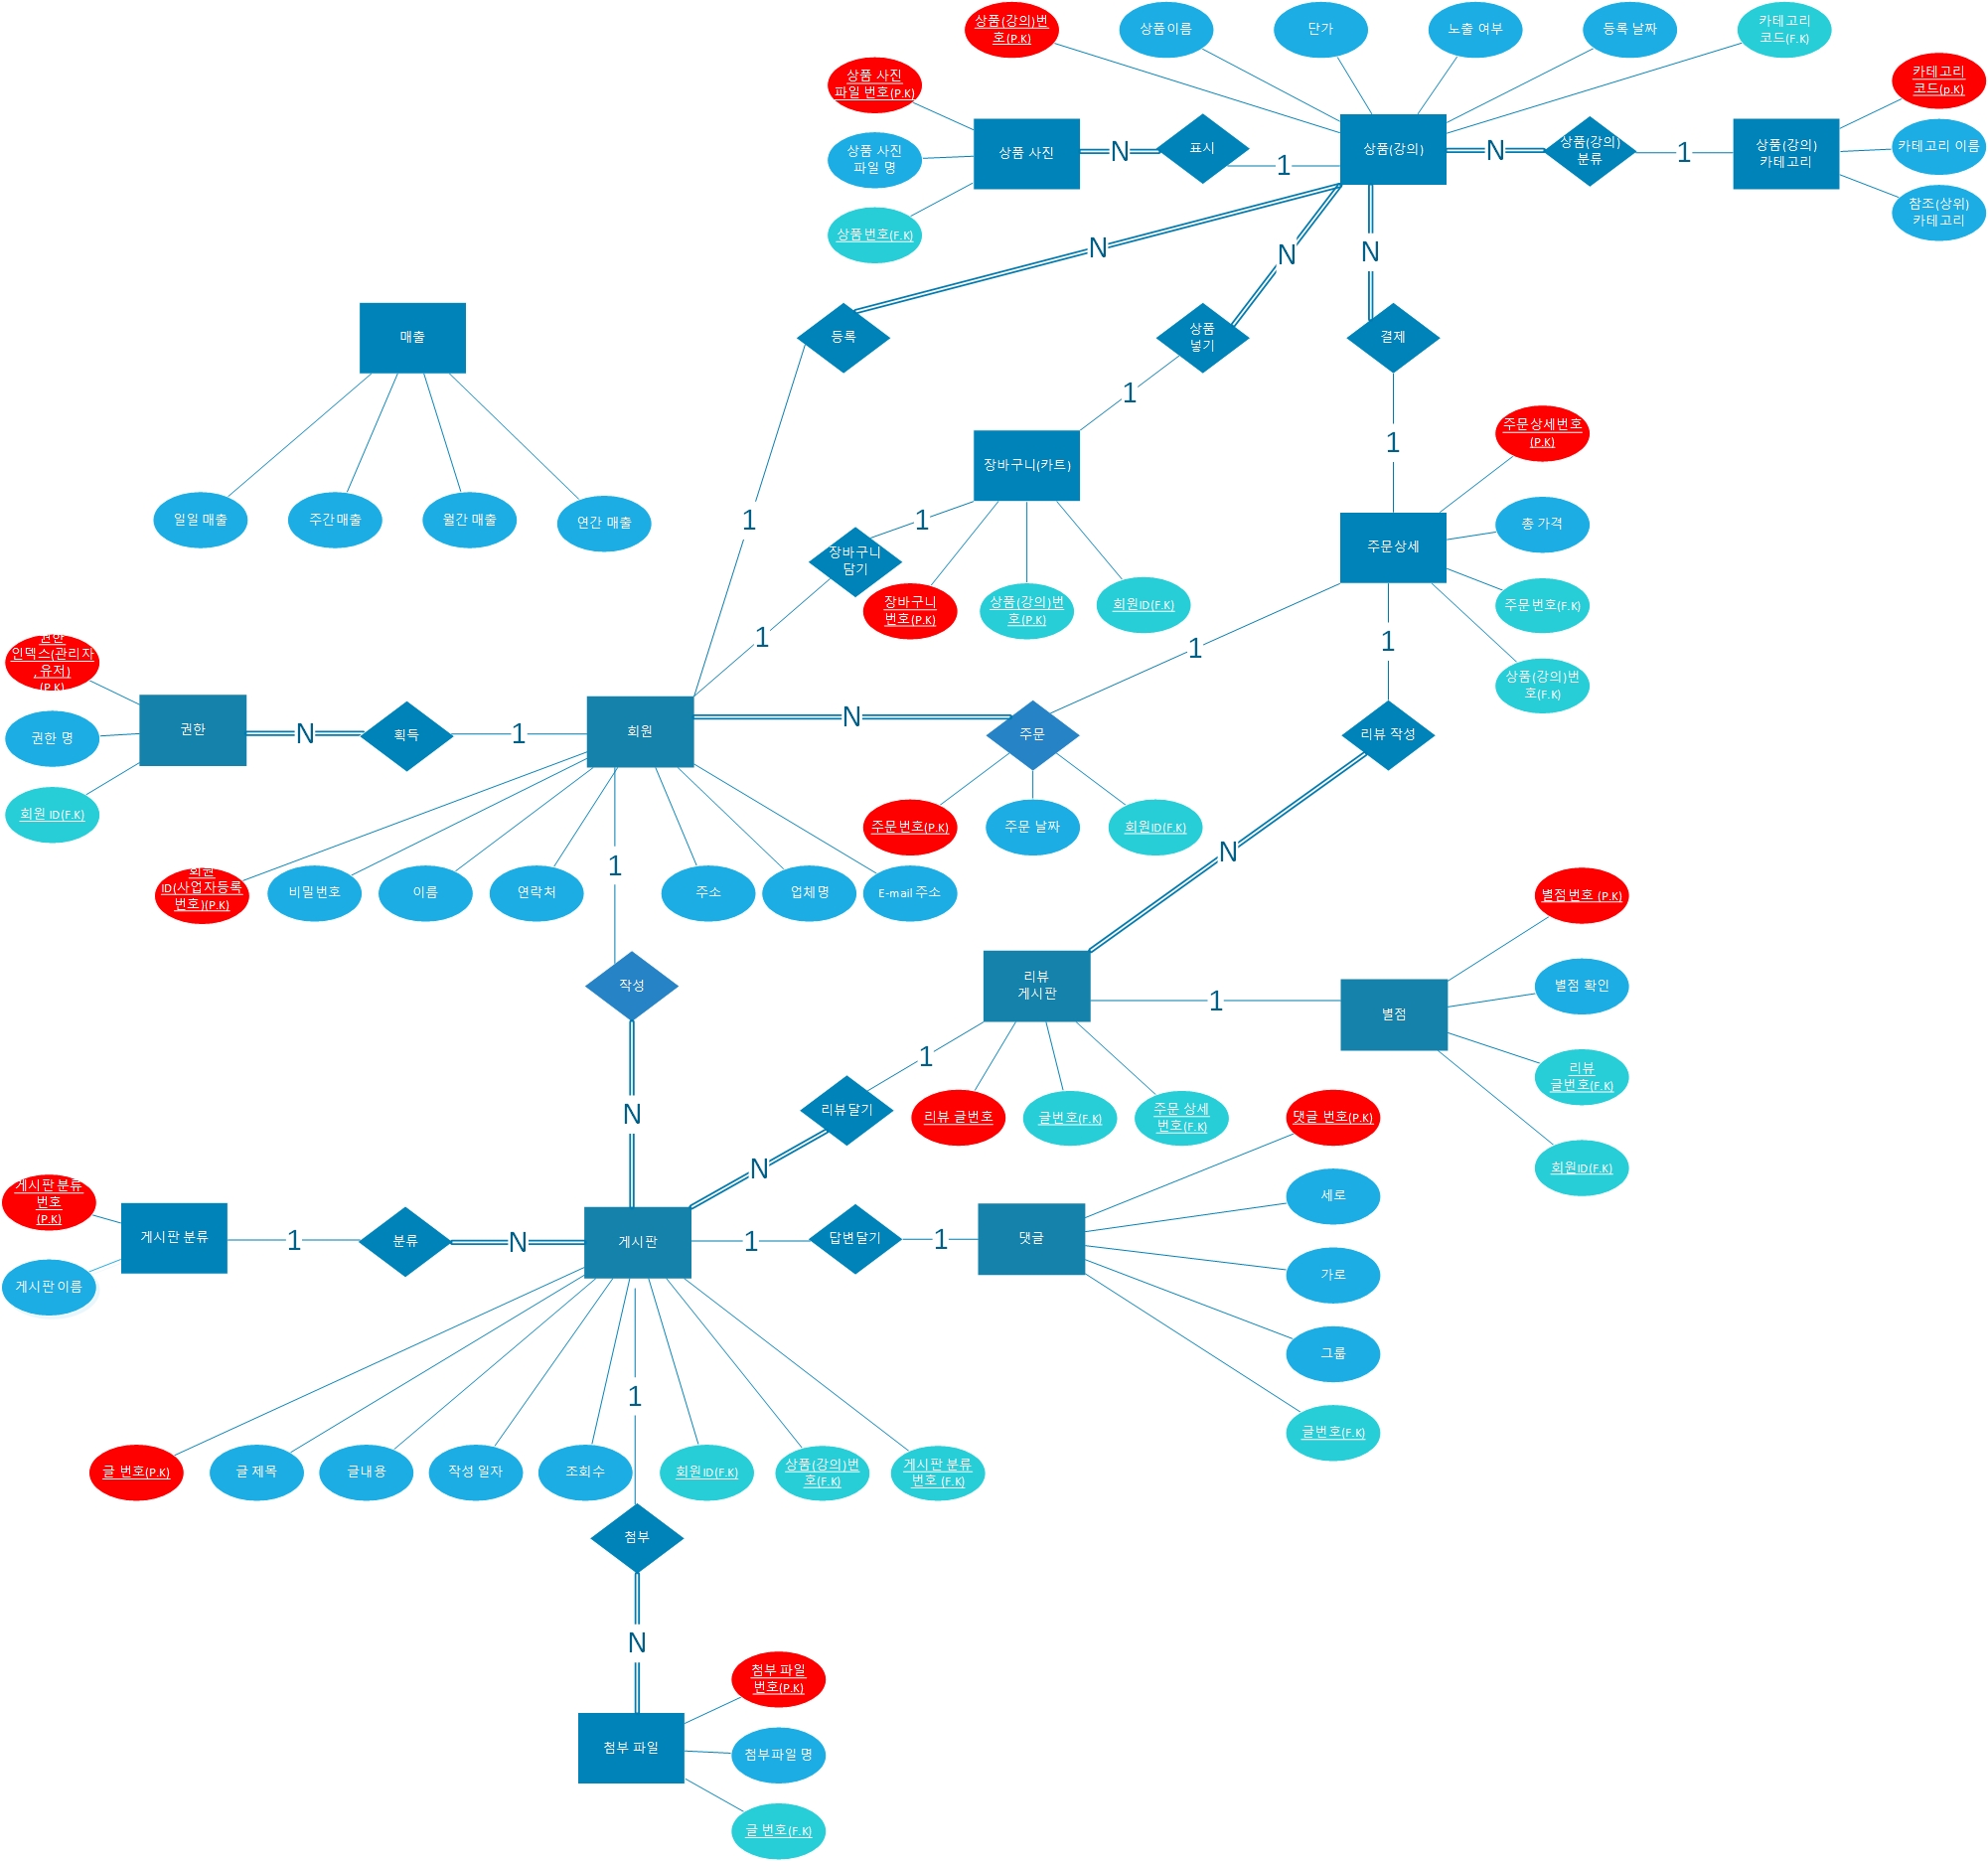 상품(강의)번
호(P.K)
상품이름
단가
노출 여부
등록 날짜
카테고리
코드(F.K)
상품 사진
파일 번호(P.K)
상품 사진
파일 명
상품번호(F.K)
상품 사진
N
표시
1
상품(강의)
N
상품(강의)
분류
1
상품(강의)
카테고리
카테고리
코드(p.K)
카테고리 이름
참조(상위)
카테고리
N
N
N
매출
등록
상품
넣기
결제
1
1
일일 매출
주간매출
월간 매출
연간 매출
1
장바구니(카트)
1
장바구니
담기
1
장바구니
번호(P.K)
상품(강의)번
호(P.K)
회원ID(F.K)
주문상세번호
(P.K)
총 가격
주문상세
주문번호(F.K)
상품(강의)번
호(F.K)
1
1
권한
인덱스(관리자
,유저)
(P.K)
권한 명
회원 ID(F.K)
권한
N
획득
1
회원
N
주문
리뷰 작성
주문번호(P.K)
주문 날짜
회원ID(F.K)
N
회원
ID(사업자등록
번호)(P.K)
비밀번호
이름
연락처
1
주소
업체명
E-mail 주소
작성
리뷰
게시판
1
별점
별점번호 (P.K)
별점 확인
리뷰
글번호(F.K)
회원ID(F.K)
1
리뷰달기
리뷰 글번호
글번호(F.K)
주문 상세
번호(F.K)
N
N
댓글 번호(P.K)
세로
가로
그룹
글번호(F.K)
게시판 분류
번호
(P.K)
게시판 이름
게시판 분류
1
분류
N
게시판
1
답변달기
1
댓글
1
글 번호(P.K)
글 제목
글내용
작성 일자
조회수
회원ID(F.K)
상품(강의)번
호(F.K)
게시판 분류
번호 (F.K)
첨부
N
첨부 파일
첨부 파일
번호(P.K)
첨부파일 명
글 번호(F.K)